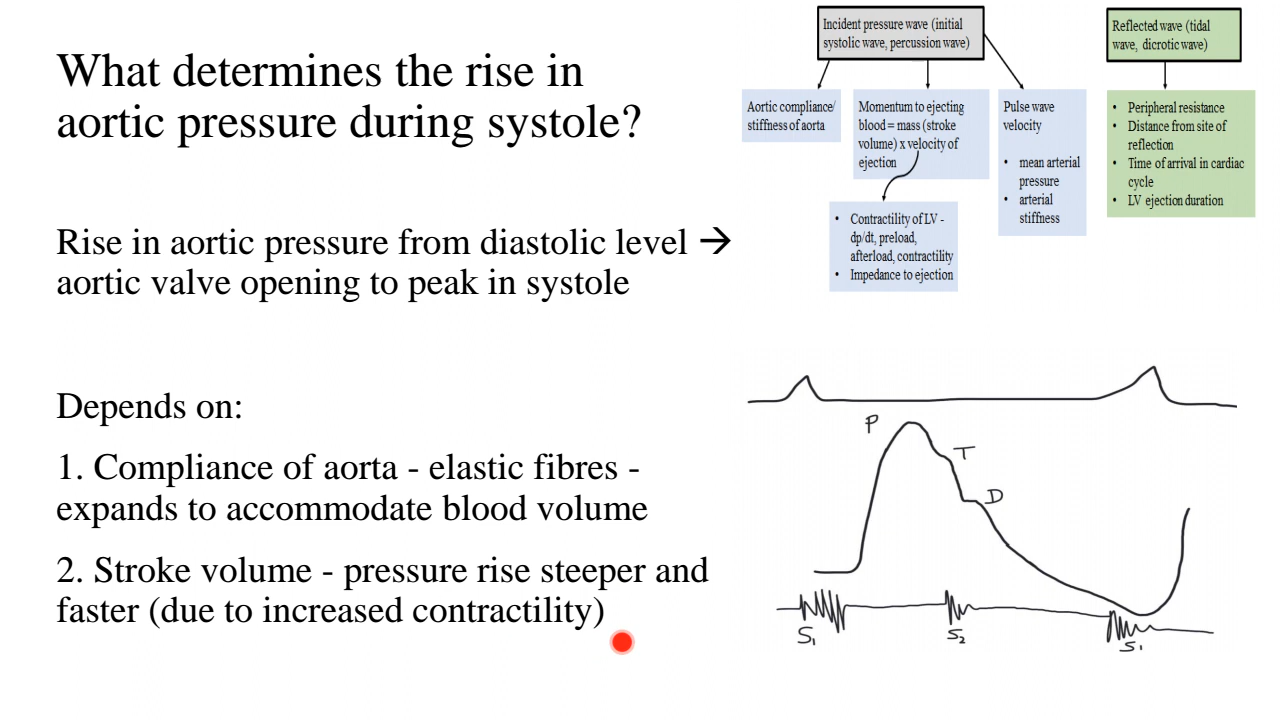 What determines the rise in
aortic pressure during systole?
Rise in aortic pressure from diastolic level →
aortic valve opening to peak in systole
Depends on:
1. Compliance of aorta - elastic fibres -
expands to accommodate blood volume
2. Stroke volume - pressure rise steeper and
faster (due to increased contractility)
Incident pressure wave (initial
systolic wave, percussion wave)
Aortic compliance/
stiffness of aorta
Momentum to ejecting
blood = mass (stroke
volume) x velocity of
ejection
• Contractility of LV -
dp/dt, preload,
afterload, contractility
• Impedance to ejection
Pulse wave
velocity
• mean arterial
pressure
• arterial
stiffness
Reflected wave (tidal
wave, dicrotic wave)
• Peripheral resistance
• Distance from site of
reflection
• Time of arrival in cardiac
cycle
• LV ejection duration
P
T
D
S₁
S₂
S₁